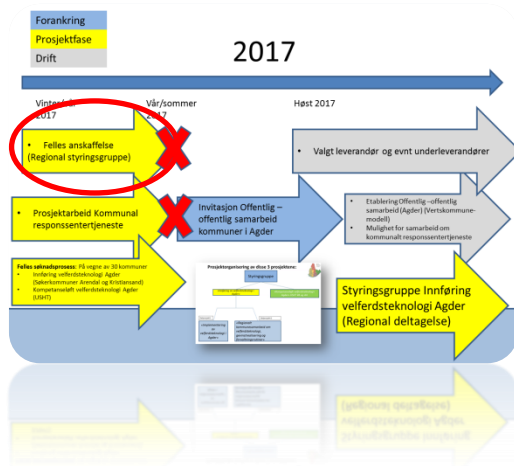 Forankring
Prosjektfase
Drift
2017
Vår/sommer
2017
Høst 2017
2017
• Felles anskaffelse
(Regional styringsgruppe)
• Valgt leverandør og evnt underleverandører
• Prosjektarbeid Kommunal
responssentertjeneste
Invitasjon Offentlig –
offentlig samarbeid
kommuner i Agder
• Etablering Offentlig –offentlig
samarbeid (Agder) (Vertskommune-
modell)
• Mulighet for samarbeid om
kommunalt responssentertjeneste
Felles søknadsprosess: På vegne av 30 kommuner
• Innføring velferdsteknologi Agder
(Søkerkommuner Arendal og Kristiansand)
• Kompetanseløft velferdsteknologi Agder
(USHT)
Prosjektorganisering av disse 3 prosjektene:
Styringsgruppe
Styringsgruppe Innføring
velferdsteknologi Agder
(Regional deltagelse)